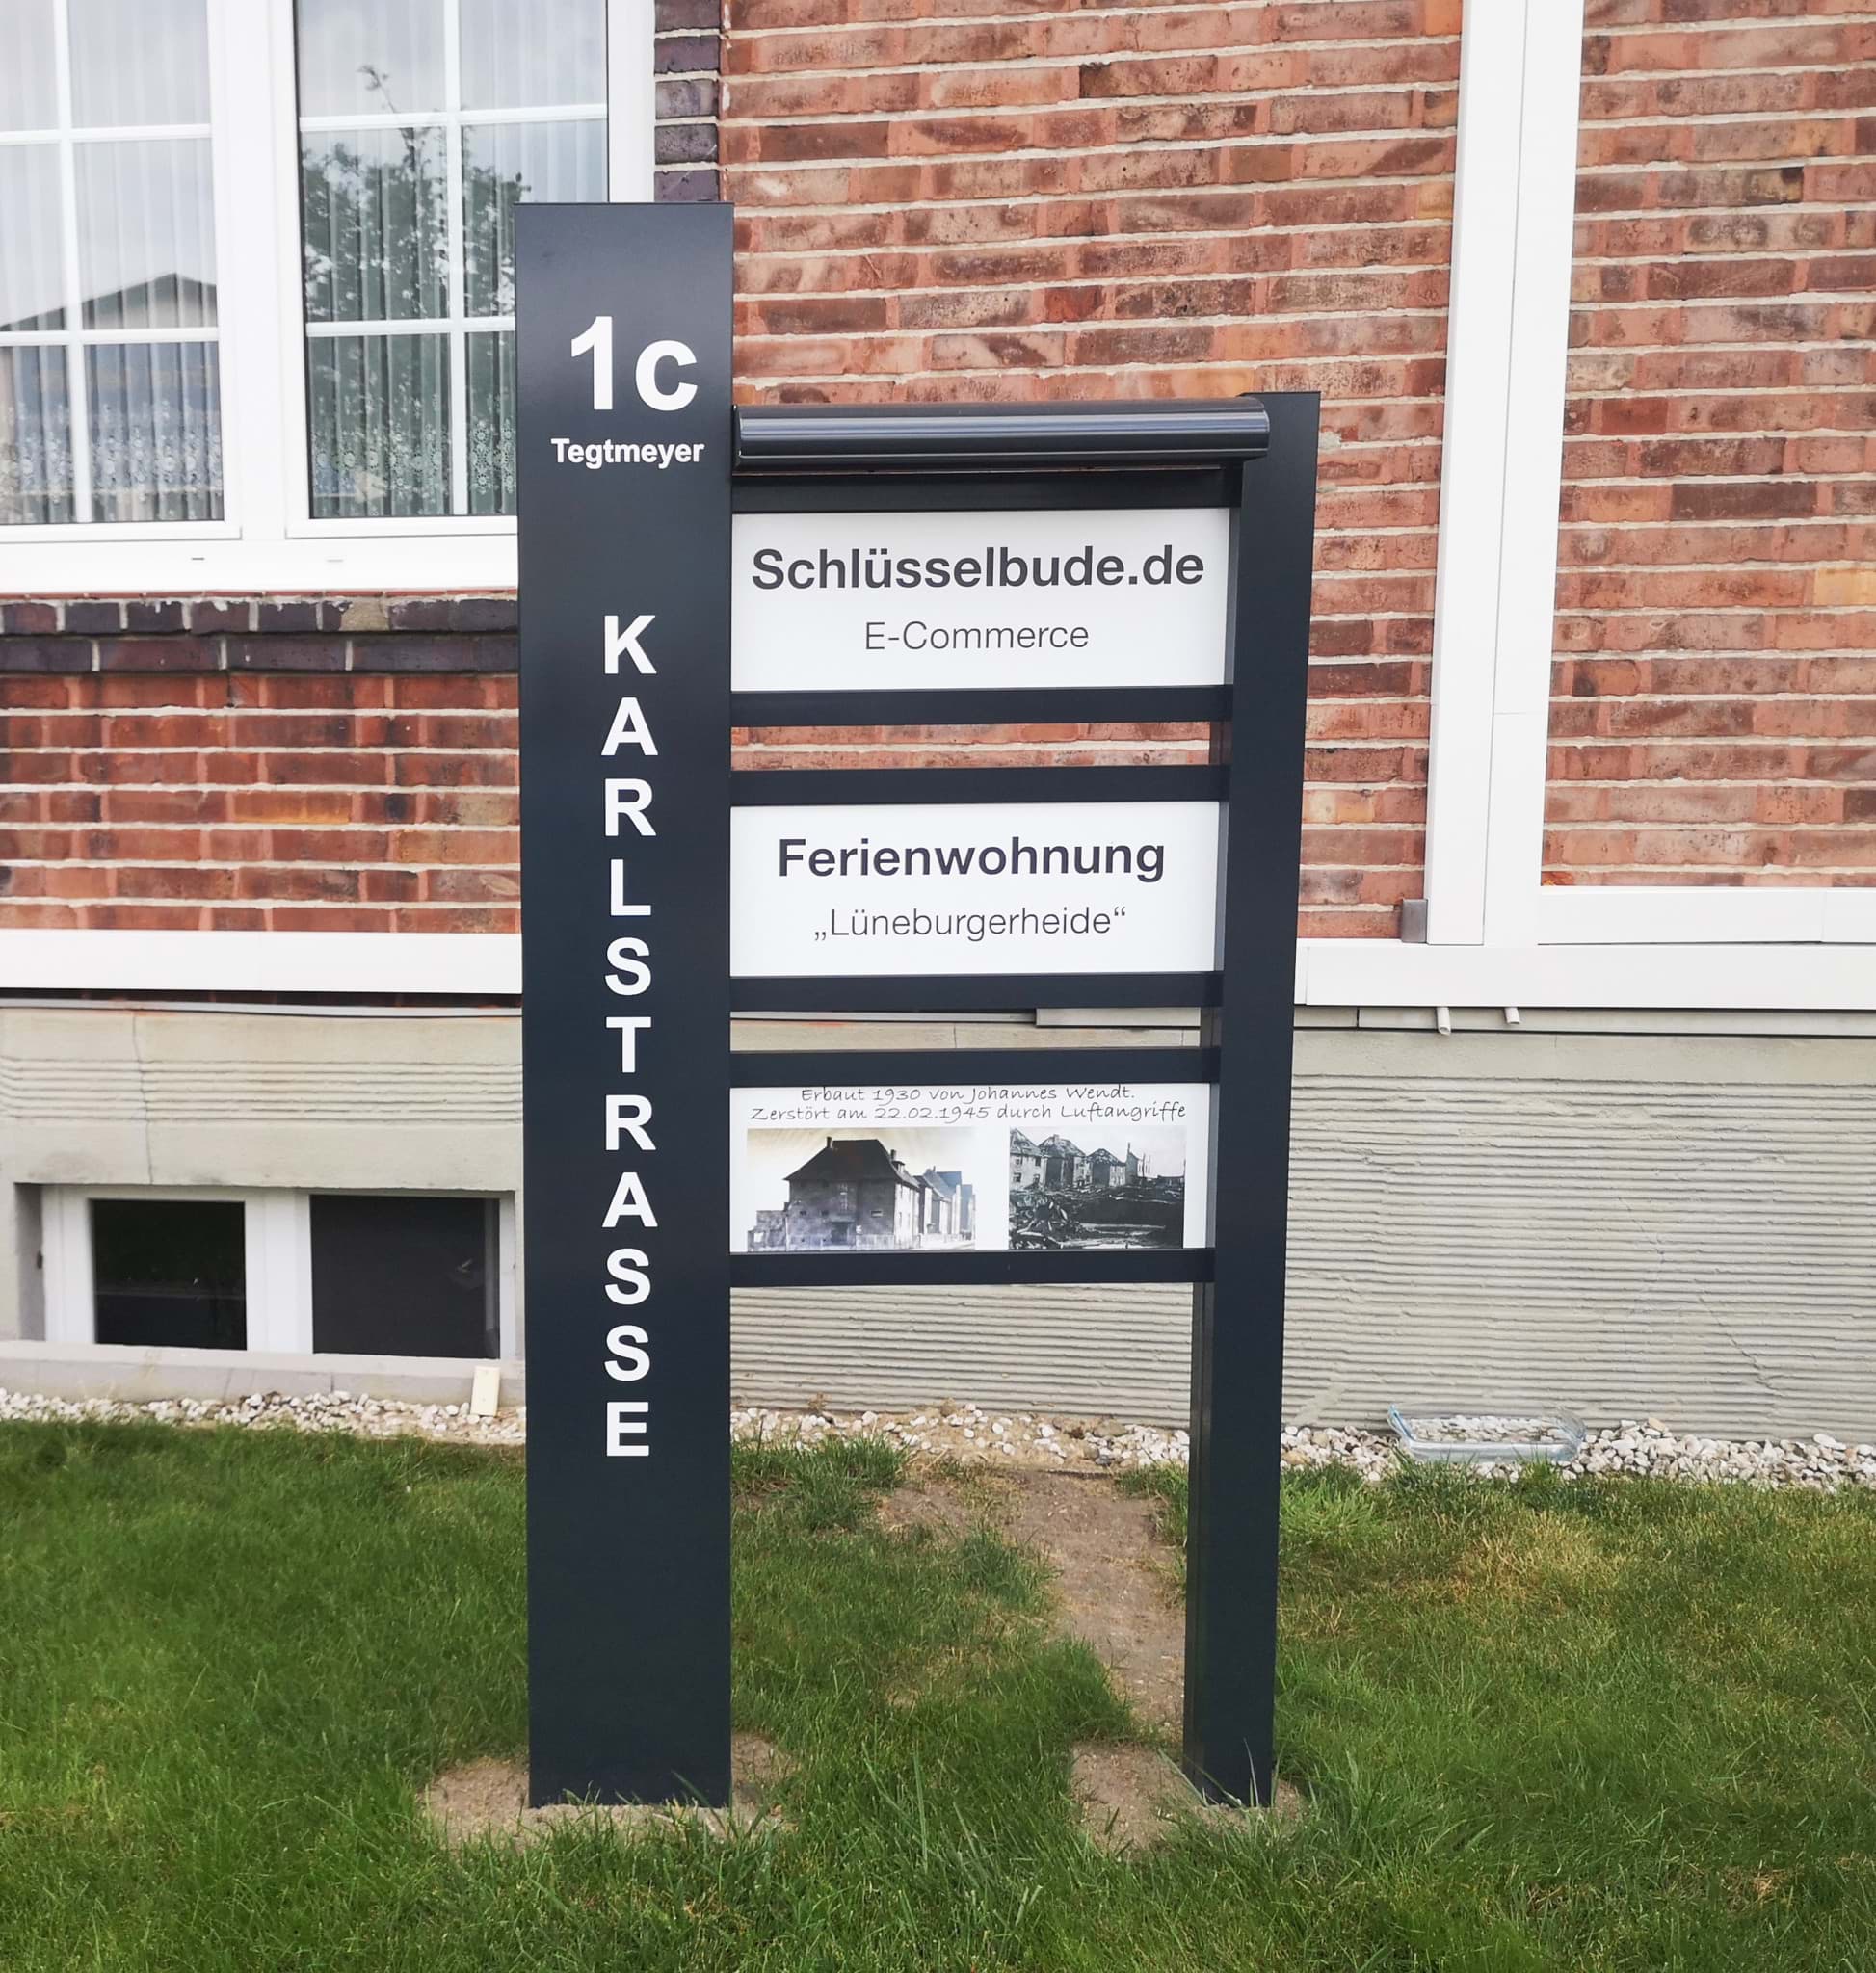 1c
Tegtmeyer
KARLSTRASSE
Schlüsselbude.de
E-Commerce
Ferienwohnung
„Lüneburgerheide“
Erbaut 1930 von Johannes Wendt.
Zerstört am 22.02.1945 durch Luftangriffe